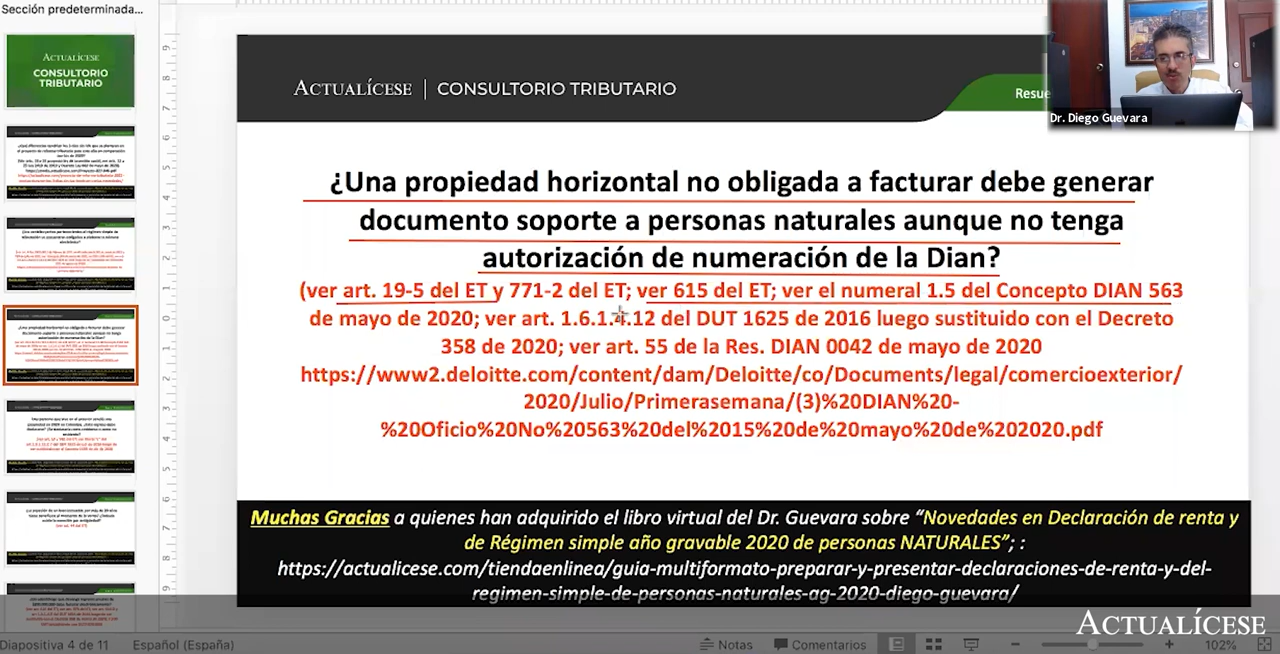 Sección predeterminada...
ACTUALÍCESE
CONSULTORIO
TRIBUTARIO
ACTUALÍCESE | CONSULTORIO TRIBUTARIO
Resue
Dr. Diego Guevara
¿Una propiedad horizontal no obligada a facturar debe generar
documento soporte a personas naturales aunque no tenga
autorización de numeración de la Dian?
(ver art. 19-5 del ET y 771-2 del ET; ver 615 del ET; ver el numeral 1.5 del Concepto DIAN 563
de mayo de 2020; ver art. 1.6.1.4.12 del DUT 1625 de 2016 luego sustituido con el Decreto
358 de 2020; ver art. 55 de la Res. DIAN 0042 de mayo de 2020
https://www2.deloitte.com/content/dam/Deloitte/co/Documents/legal/comercioexterior/
2020/Julio/Primerasemana/(3)%20DIAN%20-
%20Oficio%20No%20563%20del%2015%20de%20mayo%20de%202020.pdf
Muchas Gracias a quienes han adquirido el libro virtual del Dr. Guevara sobre “Novedades en Declaración de renta y
de Régimen simple año gravable 2020 de personas NATURALES”; :
https://actualicese.com/tiendaenlinea/guia-multiformato-preparar-y-presentar-declaraciones-de-renta-y-del-
regimen-simple-de-personas-naturales-ag-2020-diego-guevara/
ACTUALÍCESE
Diapositiva 4 de 11 Español (España) Notas Comentarios 102%